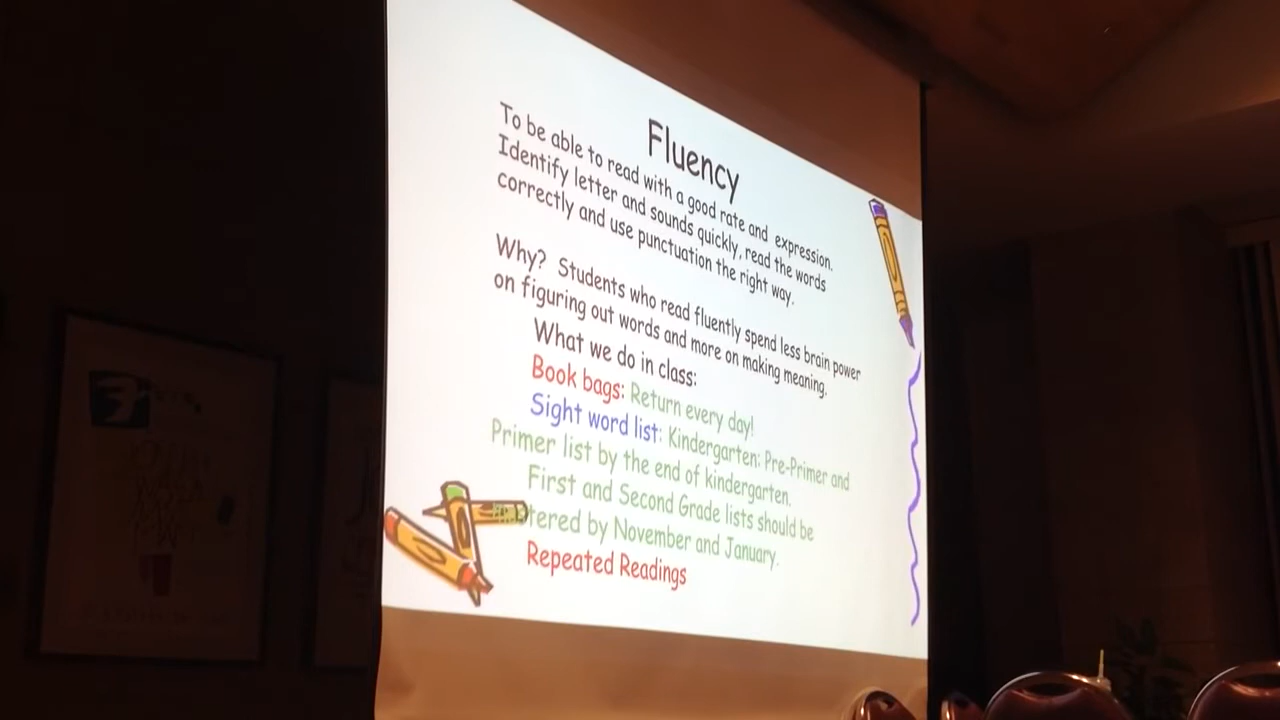 Fluency
To be able to read with a good rate and expression.
Identify letter and sounds quickly, read the words
correctly and use punctuation the right way.
Why? Students who read fluently spend less brain power
on figuring out words and more on making meaning.
What we do in class:
Book bags: Return every day!
Sight word list: Kindergarten: Pre-Primer and
Primer list by the end of kindergarten.
First and Second Grade lists should be
by November and January.
Repeated Readings